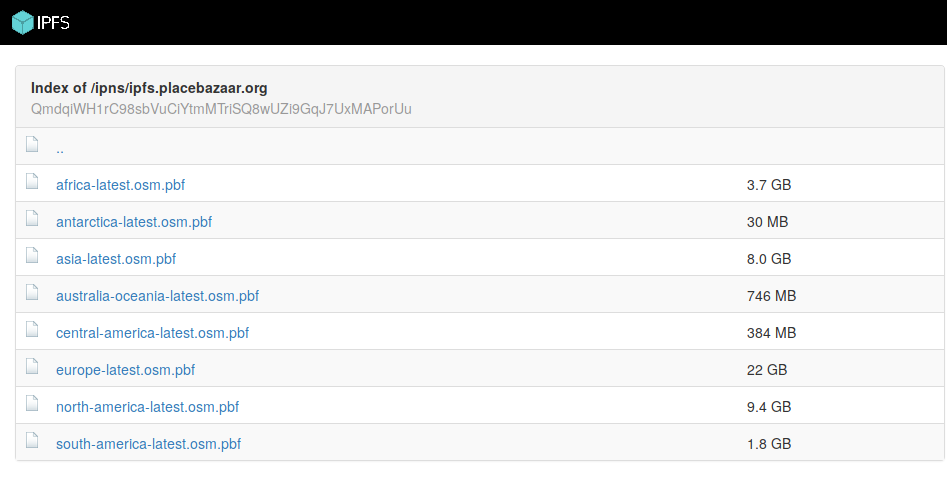 IPFS
Index of /ipns/ipfs.placebazaar.org
QmdqiWH1rC98sbVuCiYtmMTriSQ8wUZi9GqJ7UxMAPorUu
..
africa-latest.osm.pbf 3.7 GB
antarctica-latest.osm.pbf 30 MB
asia-latest.osm.pbf 8.0 GB
australia-oceania-latest.osm.pbf 746 MB
central-america-latest.osm.pbf 384 MB
europe-latest.osm.pbf 22 GB
north-america-latest.osm.pbf 9.4 GB
south-america-latest.osm.pbf 1.8 GB